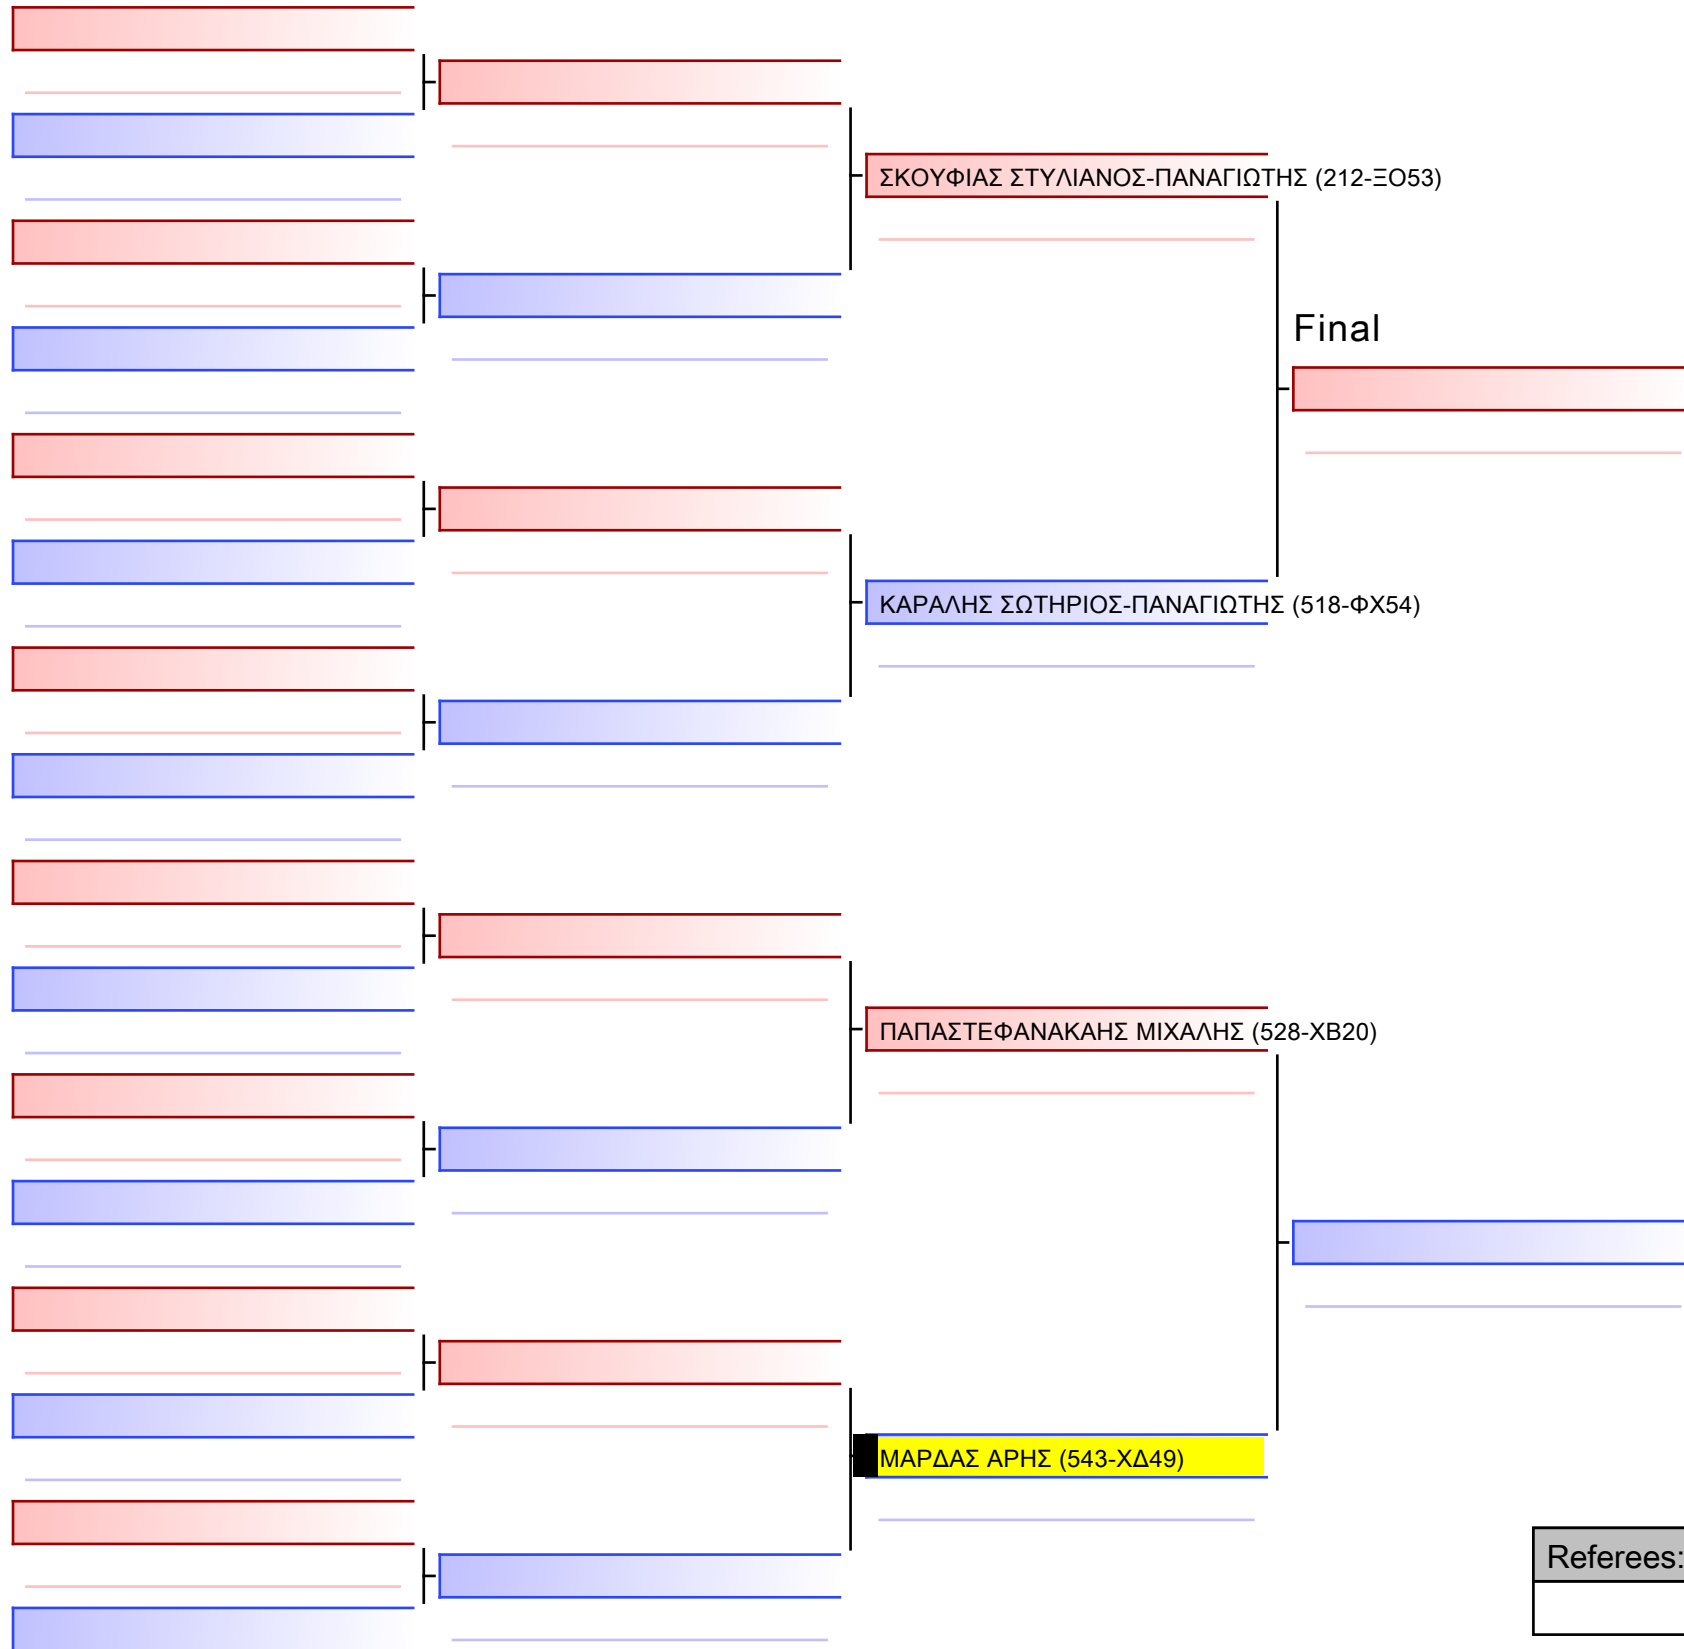 ΣΚΟΥΦΙΑΣ ΣΤΥΛΙΑΝΟΣ-ΠΑΝΑΓΙΩΤΗΣ (212-ΞΟ53)
Final
ΚΑΡΑΛΗΣ ΣΩΤΗΡΙΟΣ-ΠΑΝΑΓΙΩΤΗΣ (518-ΦΧ54)
ΠΑΠΑΣΤΕΦΑΝΑΚΑΗΣ ΜΙΧΑΛΗΣ (528-ΧΒ20)
ΜΑΡΔΑΣ ΑΡΗΣ (543-ΧΔ49)
Referees: